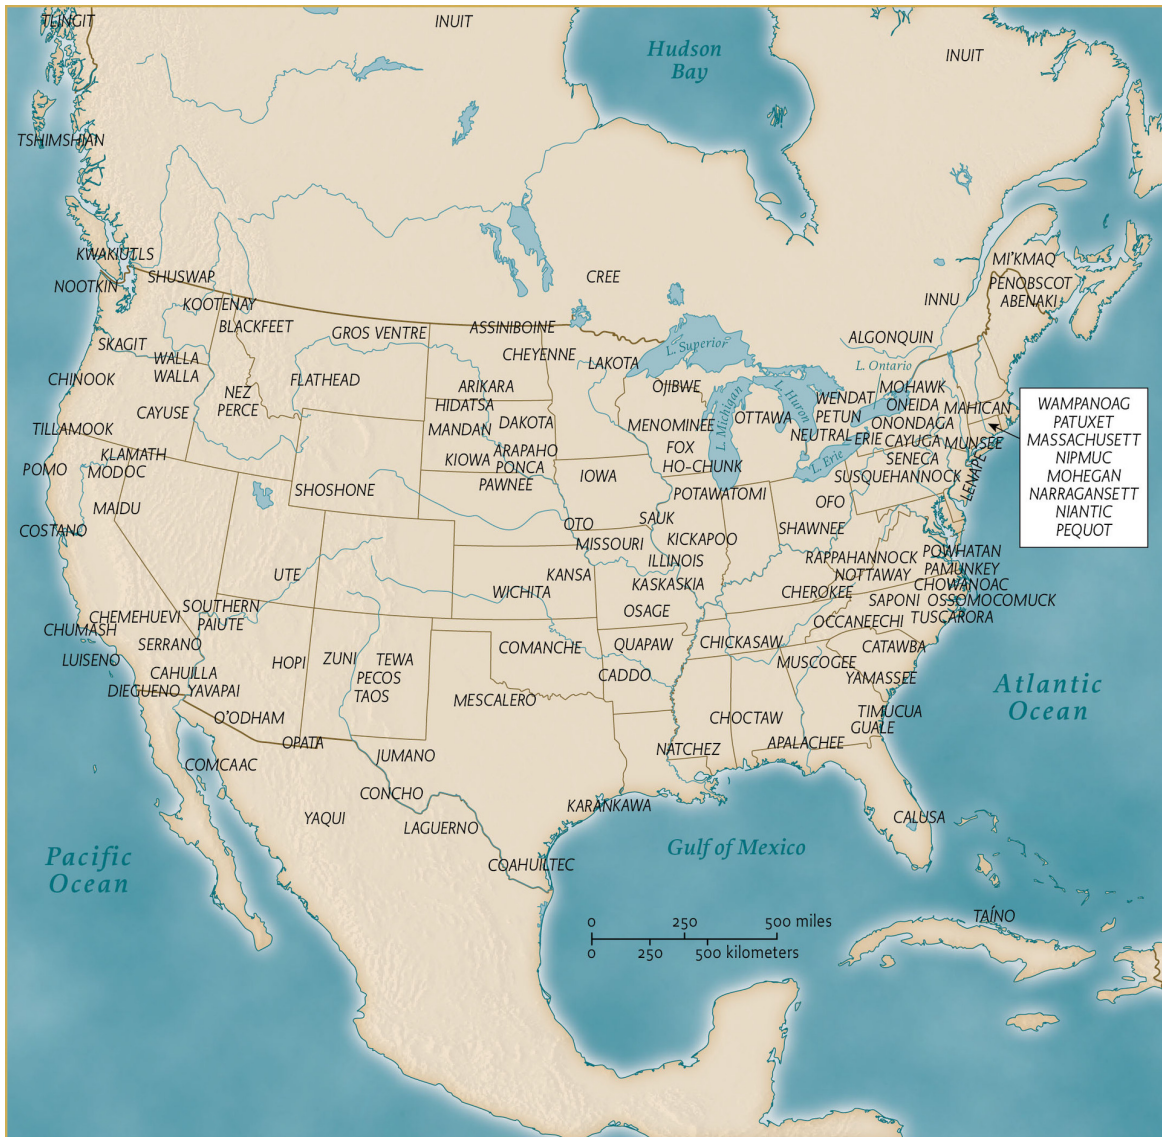 TLINGIT
INUIT
Hudson
Bay
INUIT
TSHIMSHIAN
KWAKIUTLS
NOOTKIN
SHUSWAP
KOOTENAY
BLACKFEET
GROS VENTRE
ASSINIBOINE
CREE
MI'KMAQ
PENOBSCOT
ABENAKI
INNU
ALGONQUIN
SKAGIT
WALLA
WALLA
CHEYENNE
LAKOTA
L. Superior
L. Ontario
CHINOOK
NEZ
PERCE
FLATHEAD
ARIKARA
OJIBWE
L. Michigan
L. Huron
WENDAT
MOHAWK
CAYUSE
HIDATSA
PETUN
ONEIDA
MAHICAN
TILLAMOOK
MANDAN
DAKOTA
MENOMINEE
OTTAWA
NEUTRAL
ERIE
ONONDAGA
CAYUGA
MUNSEE
WAMPANOAG
PATUXET
MASSACHUSETT
NIPMUC
MOHEGAN
NARRAGANSETT
NIANTIC
PEQUOT
KLAMATH
POMO
MODOC
KIOWA
ARAPAHO
PONCA
PAWNEE
IOWA
FOX
HO-CHUNK
L. Erie
SENECA
SUSQUEHANNOCK
LENAPE
SHOSHONE
POTAWATOMI
OFO
MAIDU
COSTANO
OTO
SAUK
SHAWNEE
MISSOURI
KICKAPOO
ILLINOIS
RAPPAHANNOCK
POWHATAN
UTE
KANSA
KASKASKIA
NOTTAWAY
PAMUNKEY
WICHITA
CHEROKEE
CHOWANOAC
SOUTHERN
PAIUTE
CHEMEHUEVI
OSAGE
SAPONI
OSSOMOCOMUCK
CHUMASH
OCCANEECHI
TUSCARORA
SERRANO
COMANCHE
QUAPAW
CHICKASAW
CATAWBA
LUISENO
CAHUILLA
HOPI
ZUNI
TEWA
PECOS
TAOS
CADDO
MUSCOGEE
YAMASSEE
DIEGUENO
YAVAPAI
MESCALERO
Atlantic
Ocean
O'ODHAM
CHOCTAW
TIMUCUA
GUALE
OPATA
JUMANO
NATCHEZ
APALACHEE
COMCAAC
CONCHO
YAQUI
LAGUERNO
KARANKAWA
CALUSA
Pacific
Ocean
Gulf of Mexico
COAHUILTEC
TAÍNO
0 250 500 miles
0 250 500 kilometers